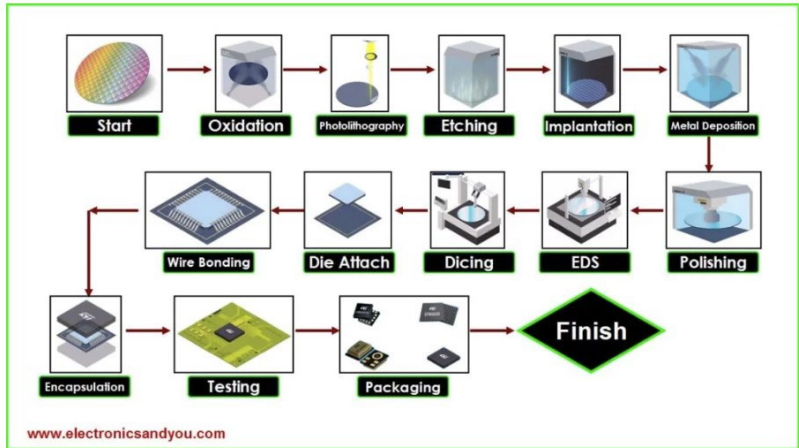 Start
Oxidation
Photolithography
Etching
Implantation
Metal Deposition
Wire Bonding
Die Attach
Dicing
EDS
Polishing
Encapsulation
Testing
Packaging
Finish
www.electronicsandyou.com